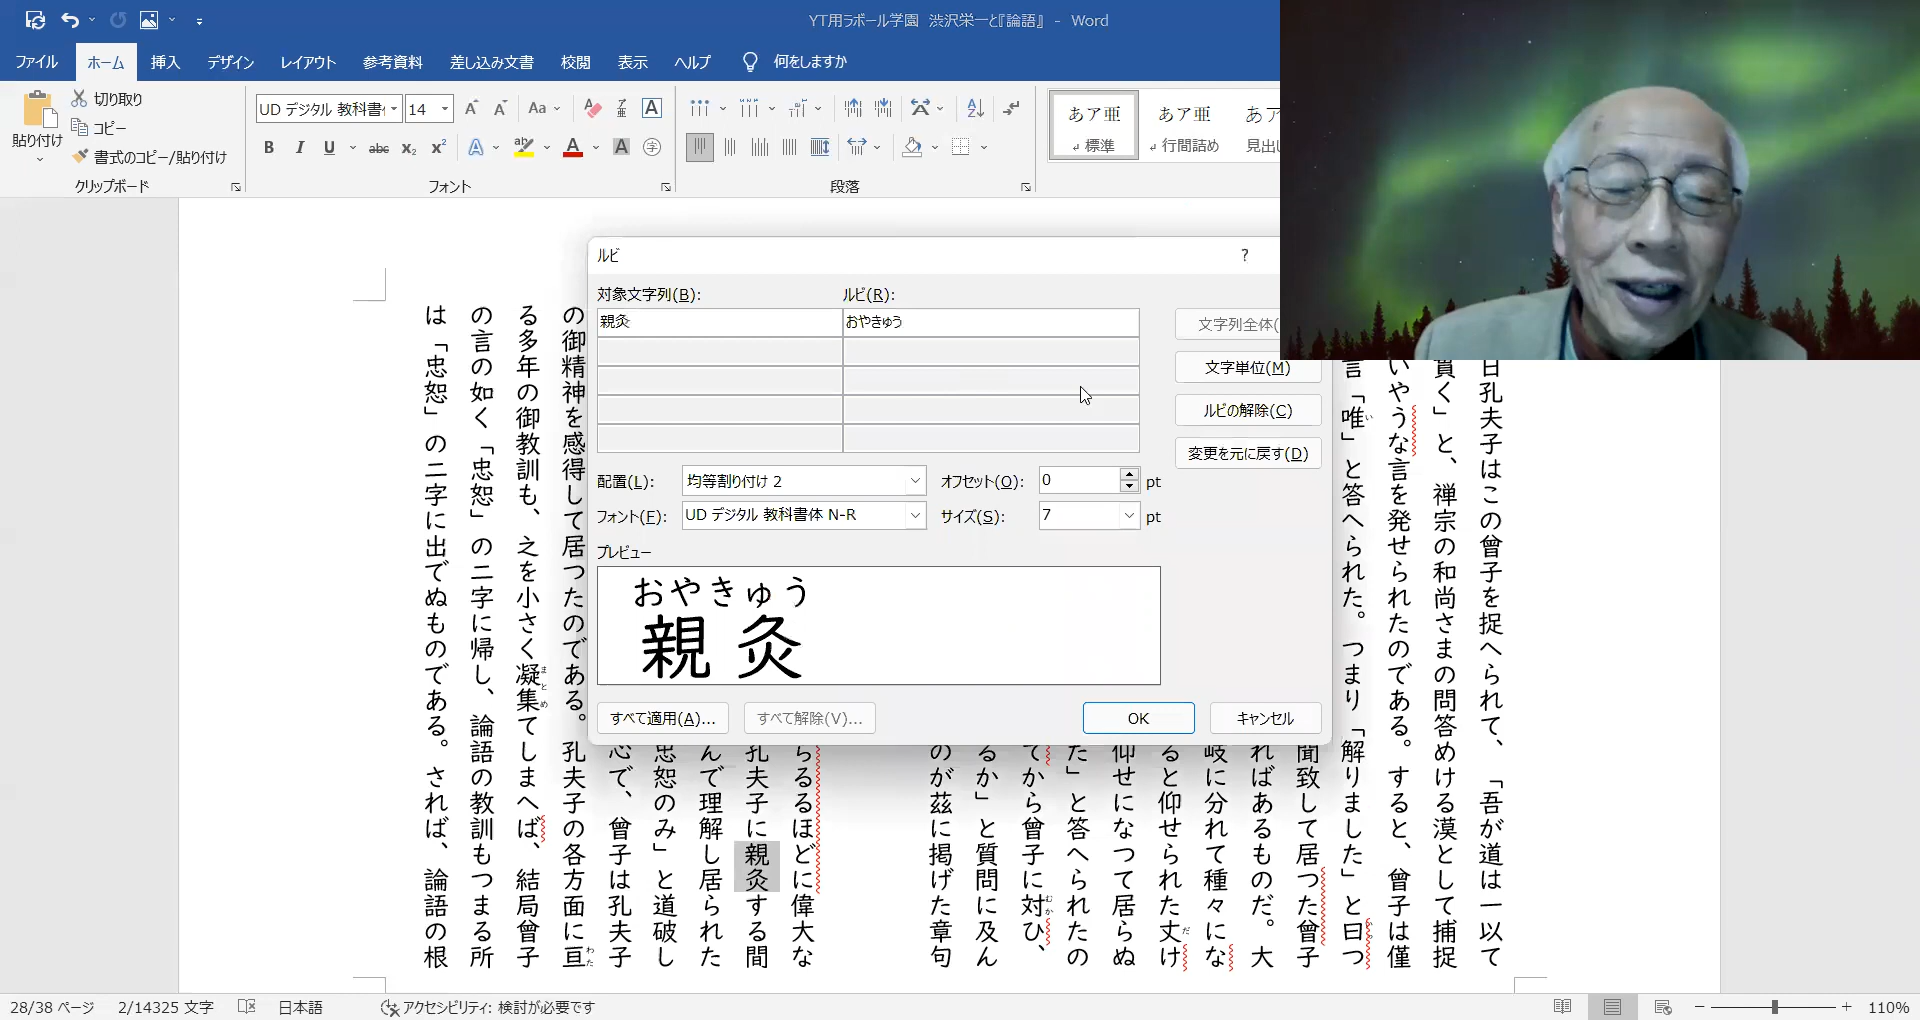 YT用ラポール学園 渋沢栄一と『論語』 - Word
ファイル ホーム 挿入 デザイン レイアウト 参考資料 差し込み文書 校閲 表示 ヘルプ 何をしますか
貼り付け
切り取り
コピー
書式のコピー/貼り付け
クリップボード
UD デジタル 教科書 14
フォント
段落
あア亜 標準
あア亜 行間詰め
あア 見出し
ルビ ?
対象文字列(B): ルビ(R):
親灸 おやきゅう
文字列全体(
文字単位(M)
ルビの解除(C)
変更を元に戻す(D)
配置(L): 均等割り付け 2 オフセット(O): 0 pt
フォント(F): UD デジタル 教科書体 N-R サイズ(S): 7 pt
プレビュー
おやきゅう
親灸
すべて適用(A)... すべて解除(V)... OK キャンセル
日孔夫子はこの曾子を捉へられて、「吾が道は一以て
貫く」と、禅宗の和尚さまの問答めける漠として捕捉
いやうな言を発せられたのである。すると、曾子は僅
言「唯」と答へられた。つまり「解りました」と曰つ
聞致して居つた曾子
ればあるものだ。大
岐に分れて種々にな
ると仰せられた丈け
仰せになつて居らぬ
た」と答へられたの
てから曾子に対ひ、
るか」と質問に及ん
のが茲に掲げた章句
らるるほどに偉大な
孔夫子に親灸する間
んで理解し居られた
忠恕のみ」と道破し
心で、曾子は孔夫子
の御精神を感得して居つたのである。孔夫子の各方面に亘
る多年の御教訓も、之を小さく凝集てしまへば、結局曾子
の言の如く「忠恕」の二字に帰し、論語の教訓もつまる所
は「忠恕」の二字に出でぬものである。されば、論語の根
28/38 ページ 2/14325 文字 日本語 アクセシビリティ: 検討が必要です 110%